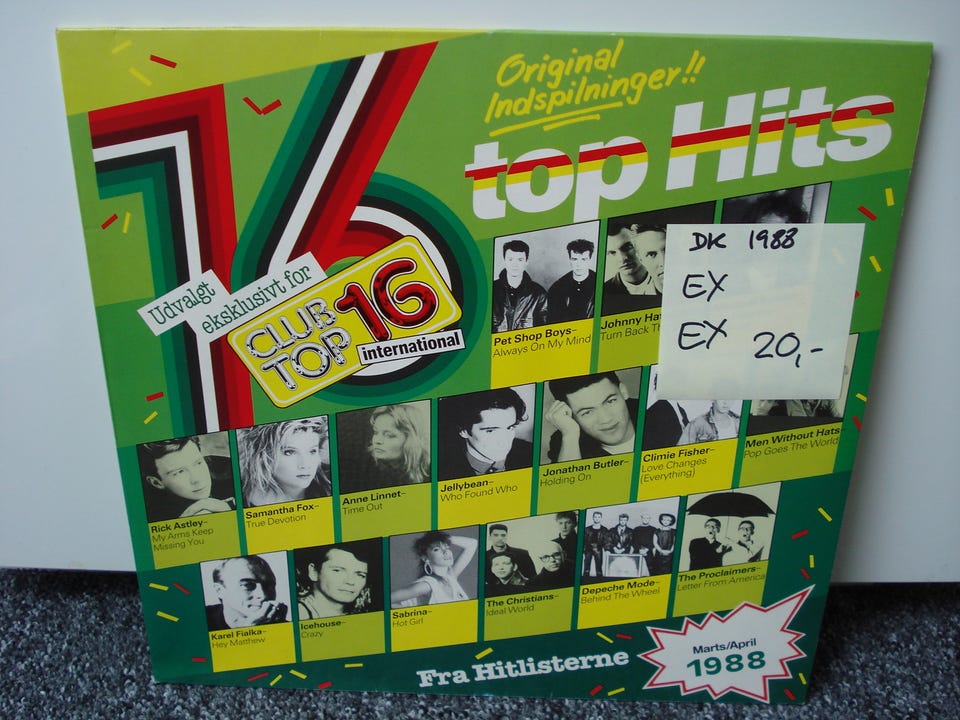 16
Original
Indspilninger!!
top Hits
Udvalgt
eksklusivt for
CLUB
TOP 16
international
DK 1988
EX
EX 20,-
Pet Shop Boys–
Always On My Mind
Johnny Ha
Turn Back Th
Rick Astley–
My Arms Keep
Missing You
Samantha Fox–
True Devotion
Anne Linnet–
Time Out
Jellybean–
Who Found Who
Jonathan Butler–
Holding On
Climie Fisher–
Love Changes
(Everything)
Men Without Hats–
Pop Goes The World
Karel Fialka–
Hey Matthew
Icehouse–
Crazy
Sabrina–
Hot Girl
The Christians–
Ideal World
Depeche Mode–
Behind The Wheel
The Proclaimers–
Letter From America
Fra Hitlisterne
Marts/April
1988